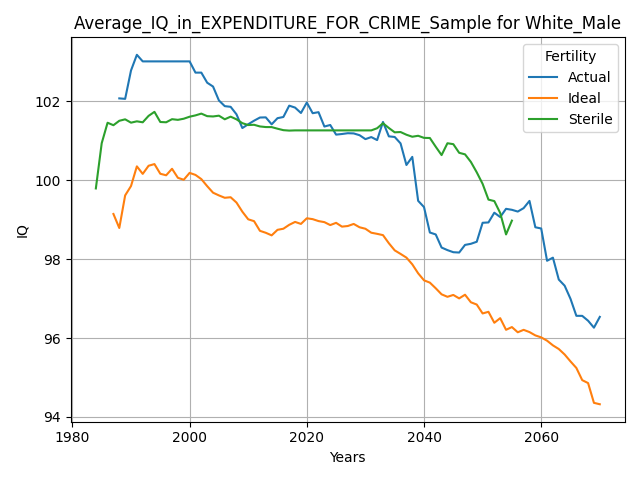 Average_IQ_in_EXPENDITURE_FOR_CRIME_Sample for White_Male
Fertility
Actual
Ideal
Sterile
IQ
102
100
98
96
94
1980
2000
2020
2040
2060
Years